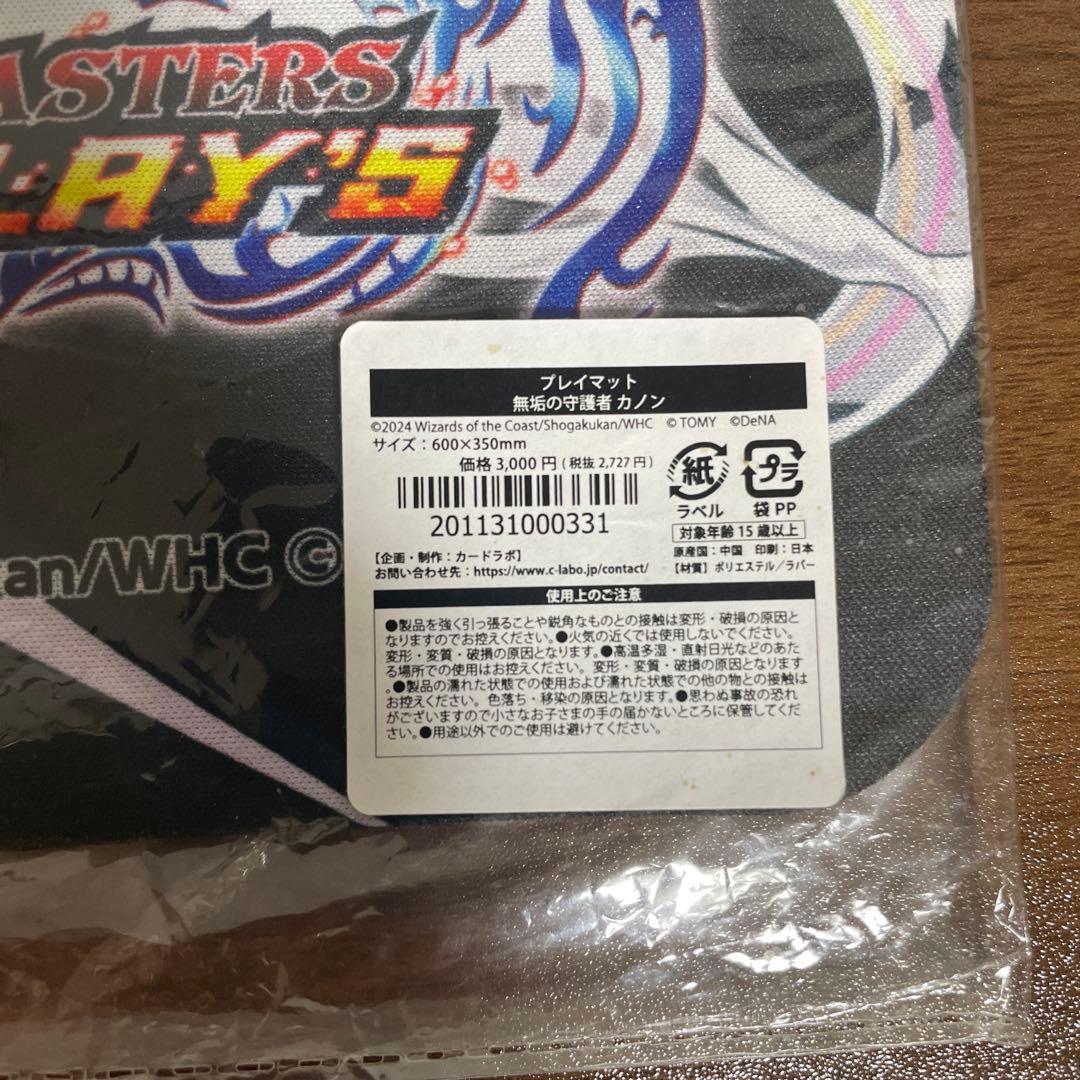 ASTERS
LAY'S
プレイマット
無垢の守護者 カノン
©2024 Wizards of the Coast/Shogakukan/WHC ©TOMY ©DeNA
サイズ：600×350mm
価格 3,000 円 ( 税抜 2,727 円 )
紙
ラベル
プラ
袋 PP
201131000331
対象年齢 15 歳以上
原産国：中国 印刷：日本
【材質】ポリエステル／ラバー
【企画・制作：カードラボ】
お問い合わせ先：https://www.c-labo.jp/contact/
kan/WHC ©
使用上のご注意
●製品を強く引っ張ることや鋭角なものとの接触は変形・破損の原因と
なりますのでお控えください。●火気の近くでは使用しないでください。
変形・変質・破損の原因となります。●高温多湿・直射日光などのあた
る場所での使用はお控えください。変形・変質・破損の原因となります
。●製品の濡れた状態での使用および濡れた状態での他の物との接触は
お控えください。色落ち・移染の原因となります。●思わぬ事故の恐れ
がございますので小さなお子さまの手の届かないところに保管してくだ
さい。●用途以外でのご使用は避けてください。